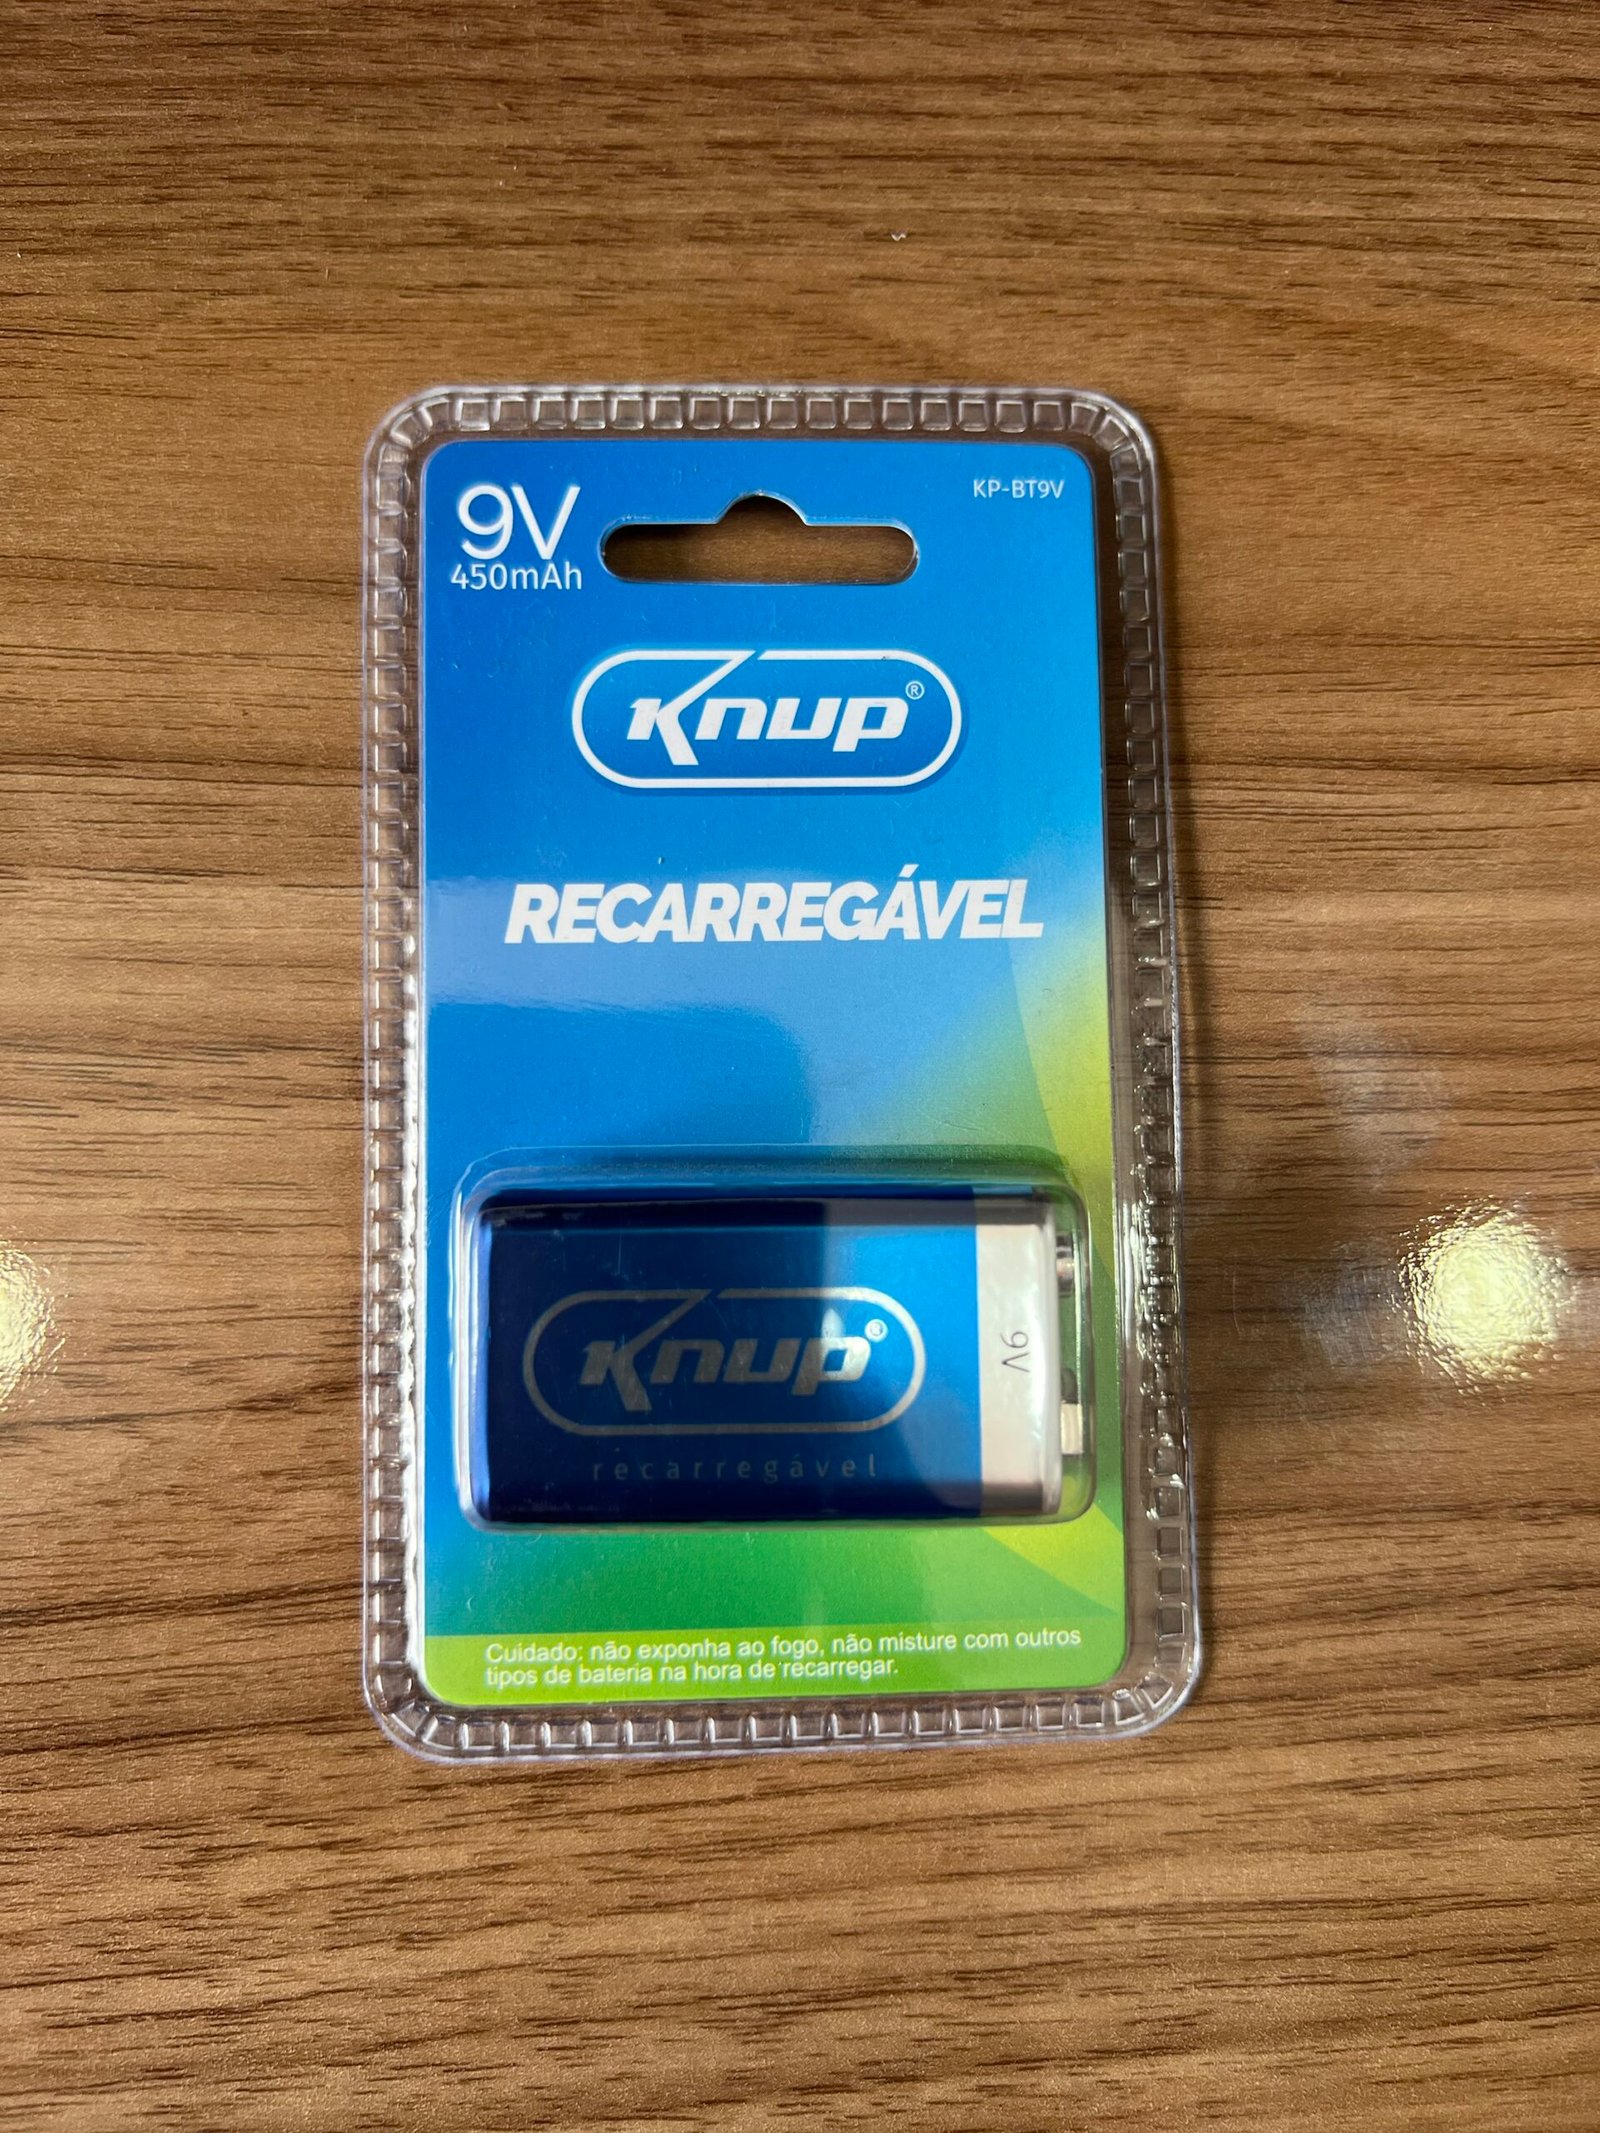 9V
450mAh
KP-BT9V
Knup®
RECARREGÁVEL
Knup®
recarregável
9V
Cuidado: não exponha ao fogo, não misture com outros
tipos de bateria na hora de recarregar.